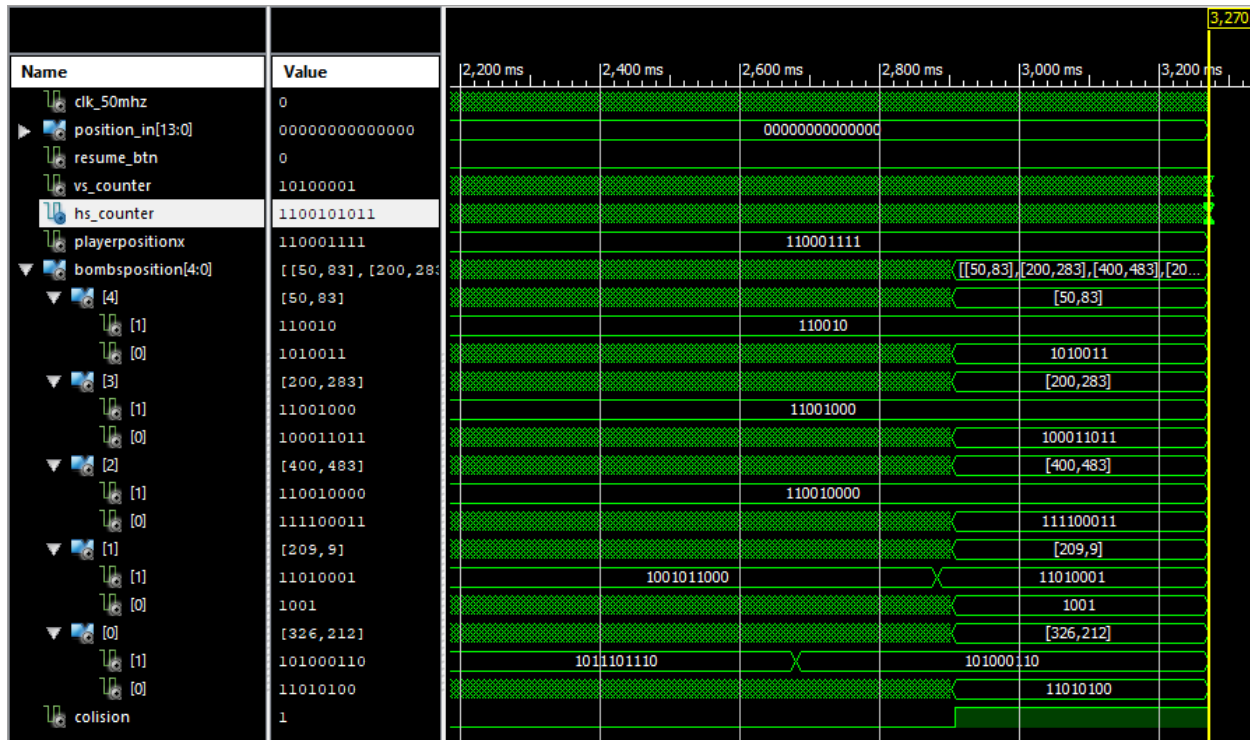 3,270
Name Value 2,200 ms 2,400 ms 2,600 ms 2,800 ms 3,000 ms 3,200 ms
clk_50mhz 0
position_in[13:0] 00000000000000 00000000000000
resume_btn 0
vs_counter 10100001
hs_counter 1100101011
playerpositionx 110001111 110001111
bombsposition[4:0] [[50,83],[200,283 [[50,83],[200,283],[400,483],[20...
[4] [50,83] [50,83]
[1] 110010 110010
[0] 1010011 1010011
[3] [200,283] [200,283]
[1] 11001000 11001000
[0] 100011011 100011011
[2] [400,483] [400,483]
[1] 110010000 110010000
[0] 111100011 111100011
[1] [209,9] [209,9]
[1] 11010001 1001011000 11010001
[0] 1001 1001
[0] [326,212] [326,212]
[1] 101000110 1011101110 101000110
[0] 11010100 11010100
colision 1